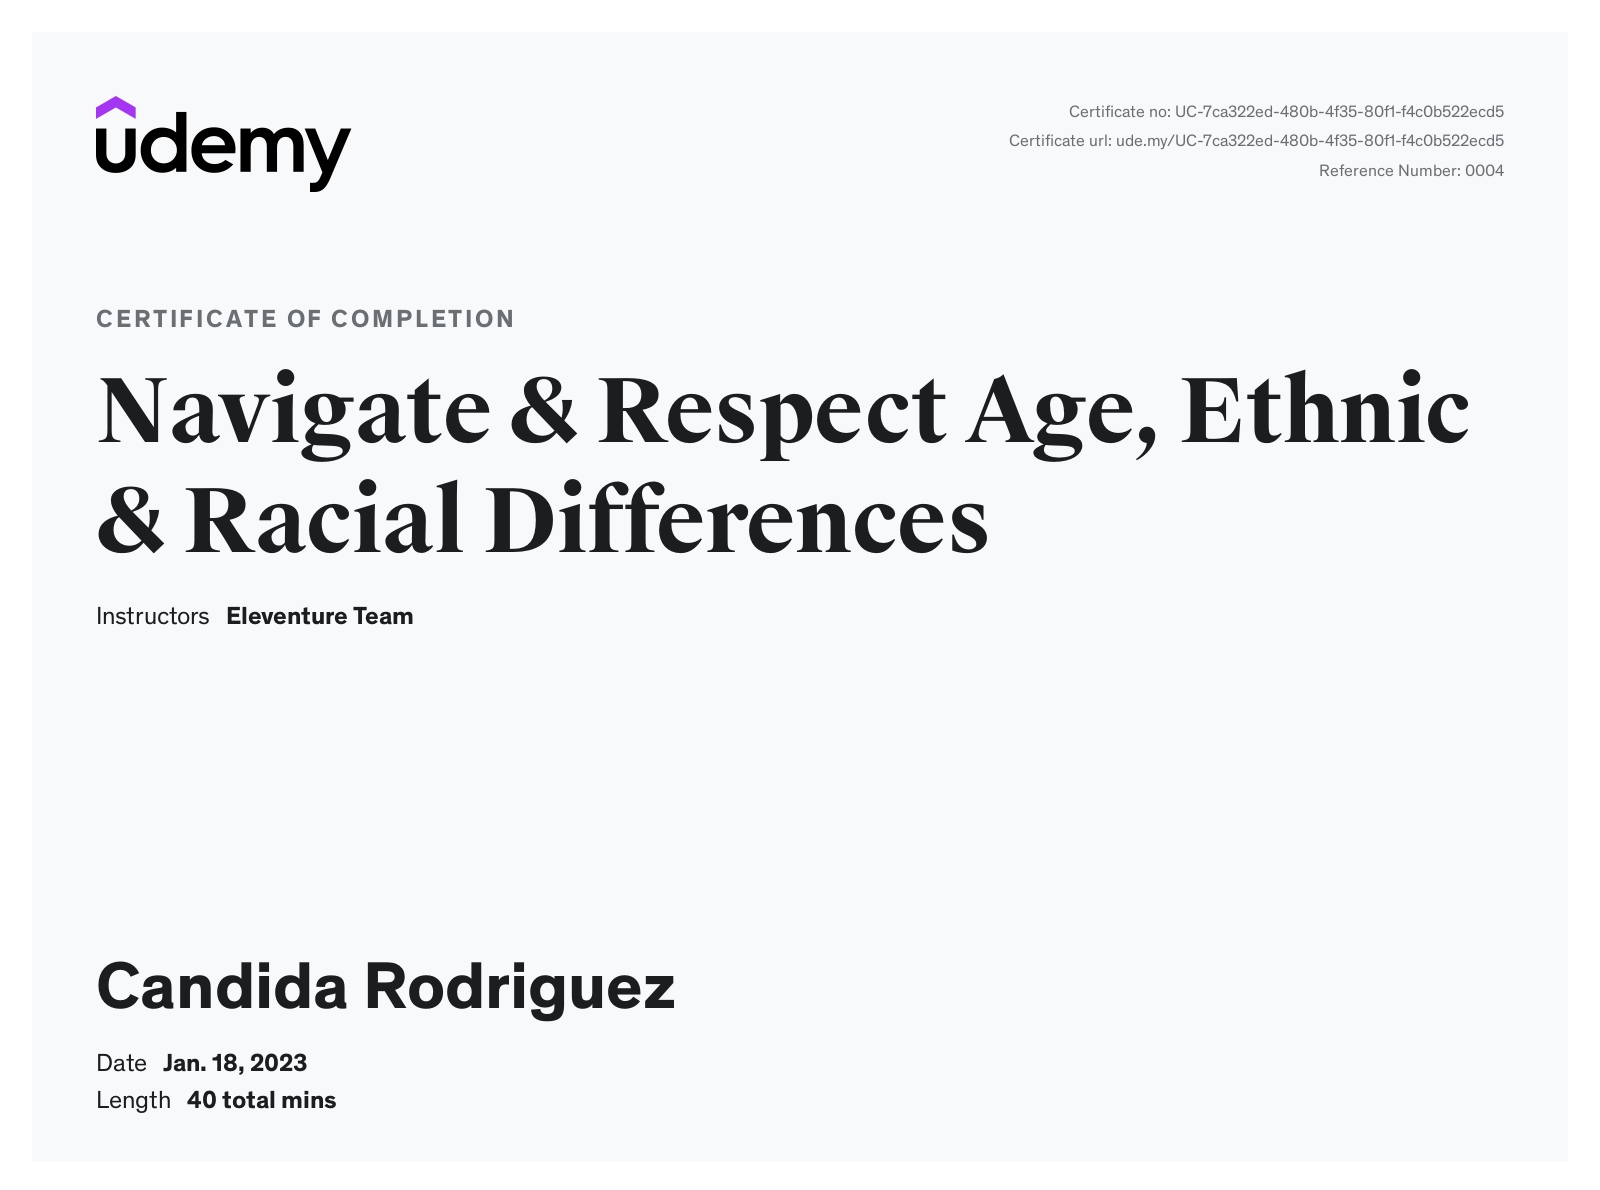 udemy
Certificate no: UC-7ca322ed-480b-4f35-80f1-f4c0b522ecd5
Certificate url: ude.my/UC-7ca322ed-480b-4f35-80f1-f4c0b522ecd5
Reference Number: 0004
CERTIFICATE OF COMPLETION
Navigate & Respect Age, Ethnic
& Racial Differences
Instructors Eleventure Team
Candida Rodriguez
Date Jan. 18, 2023
Length 40 total mins